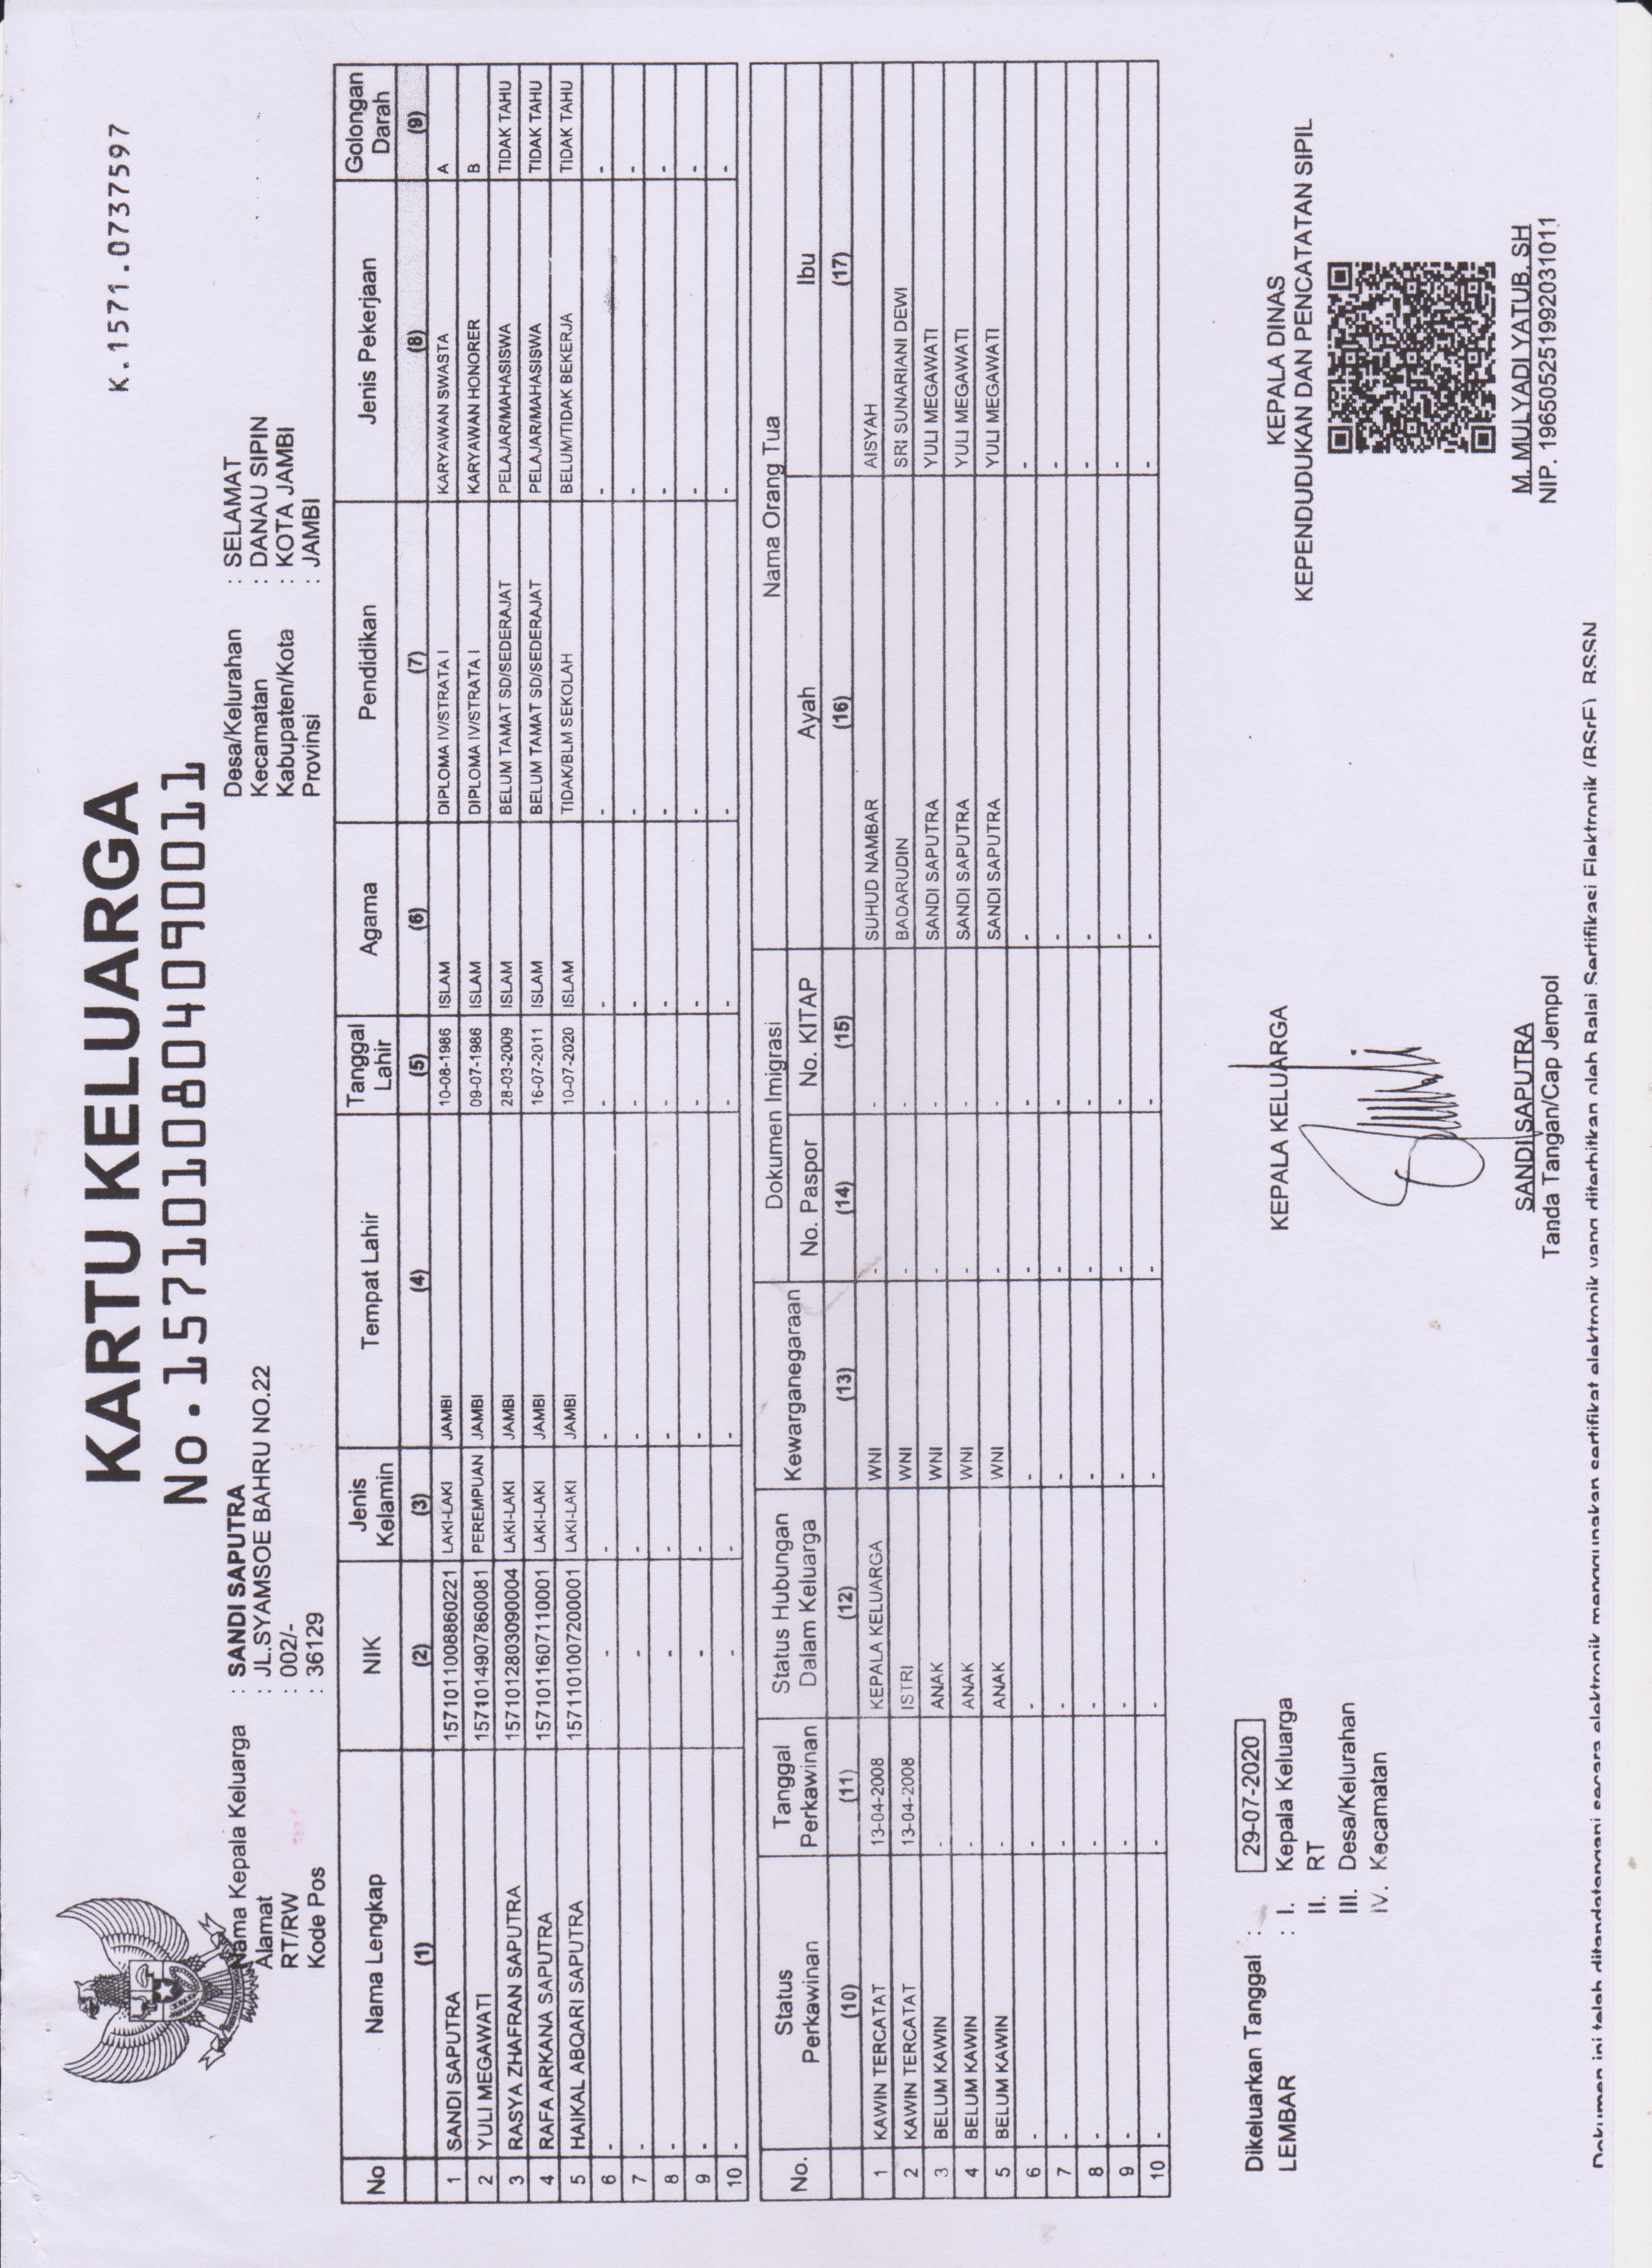 KARTU KELUARGA
K.1571.0737597
No.1571010804090011
Nama Kepala Keluarga : SANDI SAPUTRA
Alamat : JL.SYAMSOE BAHRU NO.22
RT/RW : 002/-
Kode Pos : 36129
Desa/Kelurahan : SELAMAT
Kecamatan : DANAU SIPIN
Kabupaten/Kota : KOTA JAMBI
Provinsi : JAMBI
No Nama Lengkap NIK Jenis Kelamin Tempat Lahir Tanggal Lahir Agama Pendidikan Jenis Pekerjaan Golongan Darah
(1) (2) (3) (4) (5) (6) (7) (8) (9)
1 SANDI SAPUTRA 1571011008860221 LAKI-LAKI JAMBI 10-08-1986 ISLAM DIPLOMA IV/STRATA I KARYAWAN SWASTA A
2 YULI MEGAWATI 1571014907860081 PEREMPUAN JAMBI 09-07-1986 ISLAM DIPLOMA IV/STRATA I KARYAWAN HONORER B
3 RASYA ZHAFRAN SAPUTRA 1571012803090004 LAKI-LAKI JAMBI 28-03-2009 ISLAM BELUM TAMAT SD/SEDERAJAT PELAJAR/MAHASISWA TIDAK TAHU
4 RAFA ARKANA SAPUTRA 1571011607110001 LAKI-LAKI JAMBI 16-07-2011 ISLAM BELUM TAMAT SD/SEDERAJAT PELAJAR/MAHASISWA TIDAK TAHU
5 HAIKAL ABQARI SAPUTRA 1571101007200001 LAKI-LAKI JAMBI 10-07-2020 ISLAM TIDAK/BLM SEKOLAH BELUM/TIDAK BEKERJA TIDAK TAHU
6 - - - - - - - - -
7 - - - - - - - - -
8 - - - - - - - - -
9 - - - - - - - - -
10 - - - - - - - - -
No. Status Perkawinan Tanggal Perkawinan Status Hubungan Dalam Keluarga Kewarganegaraan Dokumen Imigrasi Nama Orang Tua
No. Paspor No. KITAP Ayah Ibu
(10) (11) (12) (13) (14) (15) (16) (17)
1 KAWIN TERCATAT 13-04-2008 KEPALA KELUARGA WNI - - SUHUD NAMBAR AISYAH
2 KAWIN TERCATAT 13-04-2008 ISTRI WNI - - BADARUDIN SRI SUNARIANI DEWI
3 BELUM KAWIN - ANAK WNI - - SANDI SAPUTRA YULI MEGAWATI
4 BELUM KAWIN - ANAK WNI - - SANDI SAPUTRA YULI MEGAWATI
5 BELUM KAWIN - ANAK WNI - - SANDI SAPUTRA YULI MEGAWATI
6 - - - - - - - -
7 - - - - - - - -
8 - - - - - - - -
9 - - - - - - - -
10 - - - - - - - -
Dikeluarkan Tanggal : 29-07-2020
LEMBAR : I. Kepala Keluarga
II. RT
III. Desa/Kelurahan
IV. Kecamatan
KEPALA KELUARGA
SANDI SAPUTRA
Tanda Tangan/Cap Jempol
KEPALA DINAS
KEPENDUDUKAN DAN PENCATATAN SIPIL
M. MULYADI YATUB, SH
NIP. 196505251992031011
Dokumen ini telah ditandatangani secara elektronik menggunakan sertifikat elektronik yang diterbitkan oleh Balai Sertifikasi Elektronik (BSrE), BSSN